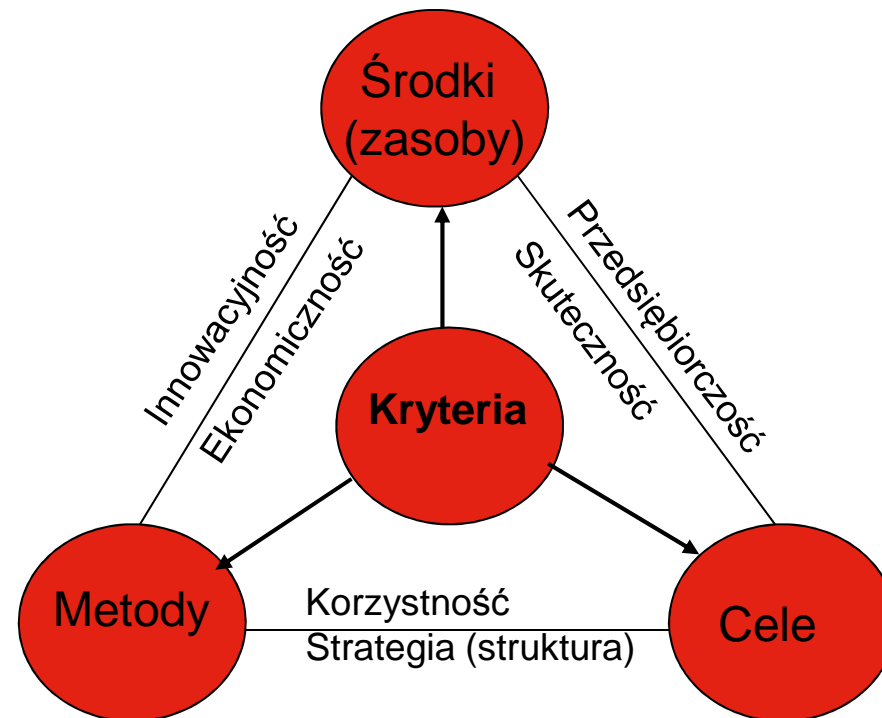 Środki
(zasoby)
Innowacyjność
Ekonomiczność
Przedsiębiorczość
Skuteczność
Kryteria
Metody
Korzystność
Strategia (struktura)
Cele